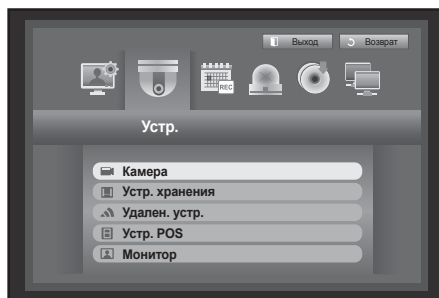 Выход
Возврат
REC
Устр.
Камера
Устр. хранения
Удален. устр.
Устр. POS
Монитор